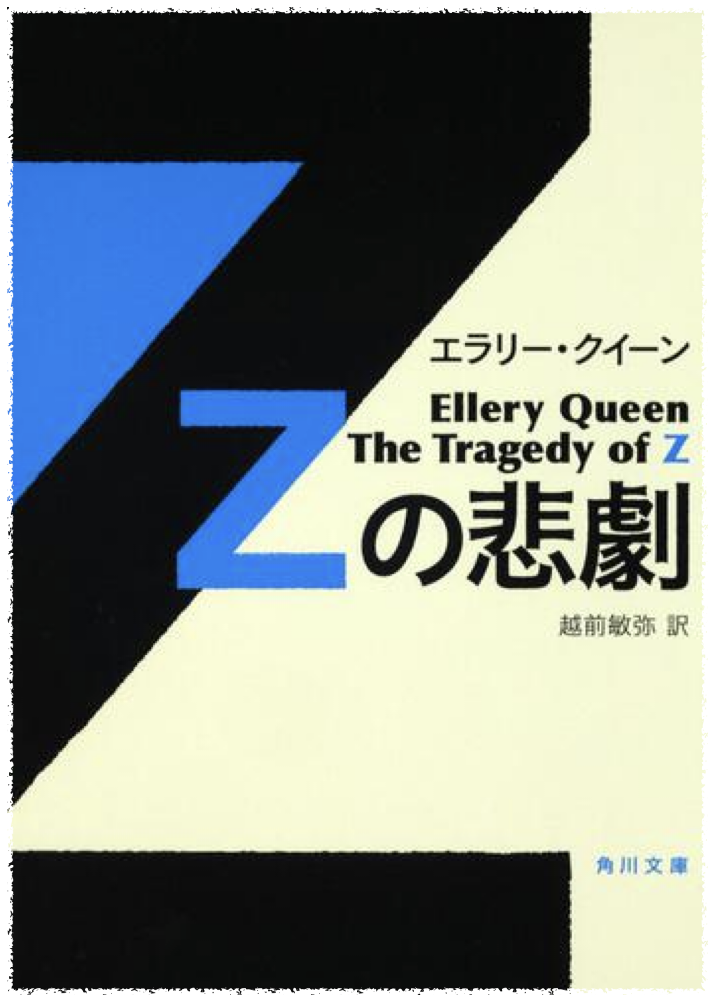 エラリー・クイーン
Ellery Queen
The Tragedy of Z
Zの悲劇
越前敏弥 訳
角川文庫